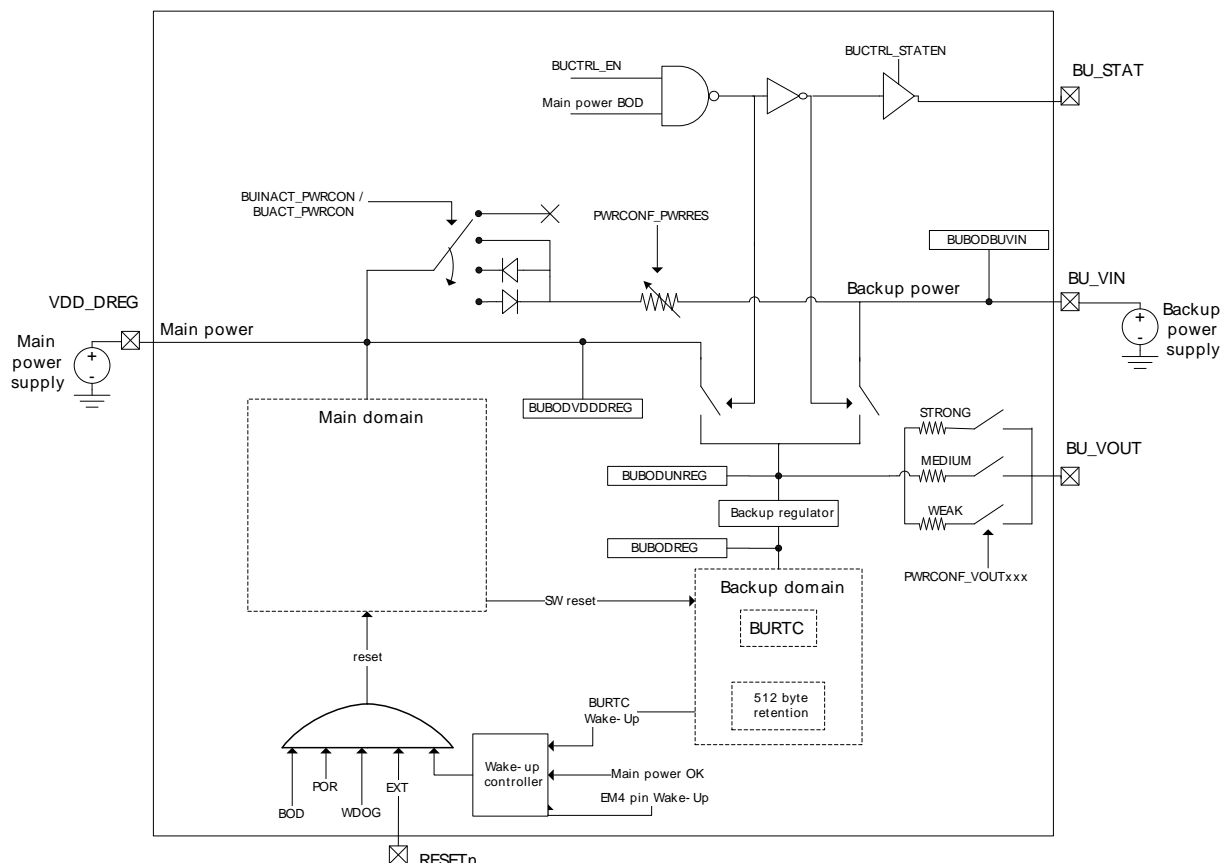 BUCTRL_STATEN
BUCTRL_EN
BU_STAT
Main power BOD
BUINACT_PWRCON /
BUACT_PWRCON
PWRCONF_PWRRES
BUBODBUVIN
VDD_DREG
Backup power
BU_VIN
Main power
Main
power
supply
+
-
+
-
Backup
power
supply
Main domain
BUBODVDDDREG
STRONG
BU_VOUT
MEDIUM
BUBODUNREG
WEAK
Backup regulator
BUBODREG
PWRCONF_VOUTxxx
Backup domain
SW reset
BURTC
reset
512 byte
retention
BURTC
Wake-Up
Wake-up
controller
Main power OK
EM4 pin Wake-Up
BOD
POR
WDOG
EXT
RESETn